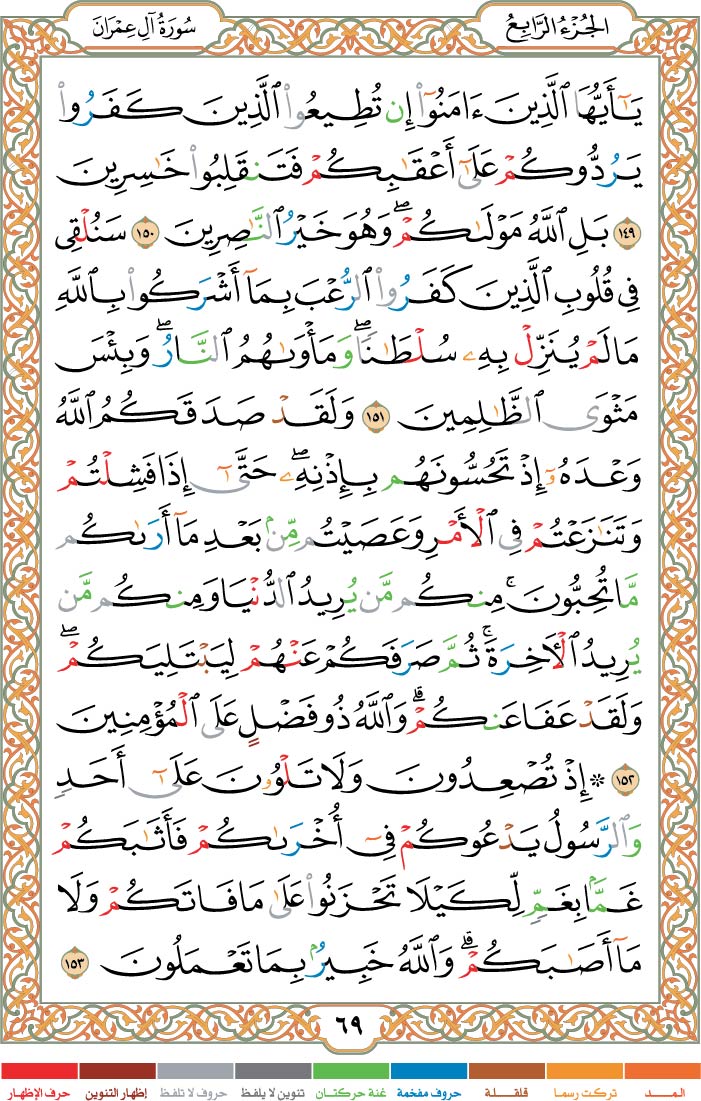 الجُزْءُ الرَّابِعُ
سُورَةُ آلِ عِمْرَانَ
يَٰٓأَيُّهَا ٱلَّذِينَ ءَامَنُوٓا۟ إِن تُطِيعُوا۟ ٱلَّذِينَ كَفَرُوا۟
يَرُدُّوكُمْ عَلَىٰٓ أَعْقَٰبِكُمْ فَتَنقَلِبُوا۟ خَٰسِرِينَ
١٤٩ بَلِ ٱللَّهُ مَوْلَىٰكُمْ ۖ وَهُوَ خَيْرُ ٱلنَّٰصِرِينَ ١٥٠ سَنُلْقِى
فِى قُلُوبِ ٱلَّذِينَ كَفَرُوا۟ ٱلرُّعْبَ بِمَآ أَشْرَكُوا۟ بِٱللَّهِ
مَا لَمْ يُنَزِّلْ بِهِۦ سُلْطَٰنًا ۖ وَمَأْوَىٰهُمُ ٱلنَّارُ ۖ وَبِئْسَ
مَثْوَى ٱلظَّٰلِمِينَ ١٥١ وَلَقَدْ صَدَقَكُمُ ٱللَّهُ
وَعْدَهُۥٓ إِذْ تَحُسُّونَهُم بِإِذْنِهِۦ ۖ حَتَّىٰٓ إِذَا فَشِلْتُمْ
وَتَنَٰزَعْتُمْ فِى ٱلْأَمْرِ وَعَصَيْتُم مِّنۢ بَعْدِ مَآ أَرَىٰكُم
مَّا تُحِبُّونَ ۚ مِنكُم مَّن يُرِيدُ ٱلدُّنْيَا وَمِنكُم مَّن
يُرِيدُ ٱلْأَخِرَةَ ۚ ثُمَّ صَرَفَكُمْ عَنْهُمْ لِيَبْتَلِيَكُمْ ۖ
وَلَقَدْ عَفَا عَنكُمْ ۗ وَٱللَّهُ ذُو فَضْلٍ عَلَى ٱلْمُؤْمِنِينَ
١٥٢ ۞ إِذْ تُصْعِدُونَ وَلَا تَلْوُۥنَ عَلَىٰٓ أَحَدٍ
وَٱلرَّسُولُ يَدْعُوكُمْ فِىٓ أُخْرَىٰكُمْ فَأَثَٰبَكُمْ
غَمًّۢا بِغَمٍّ لِّكَيْلَا تَحْزَنُوا۟ عَلَىٰ مَا فَاتَكُمْ وَلَا
مَآ أَصَٰبَكُمْ ۗ وَٱللَّهُ خَبِيرٌۢ بِمَا تَعْمَلُونَ ١٥٣
٦٩
المــد تركت رسما قلقلة حروف مفخمة غنة حركتان تنوين لا يلفظ حروف لا تلفظ إظهار التنوين حرف الإظهار